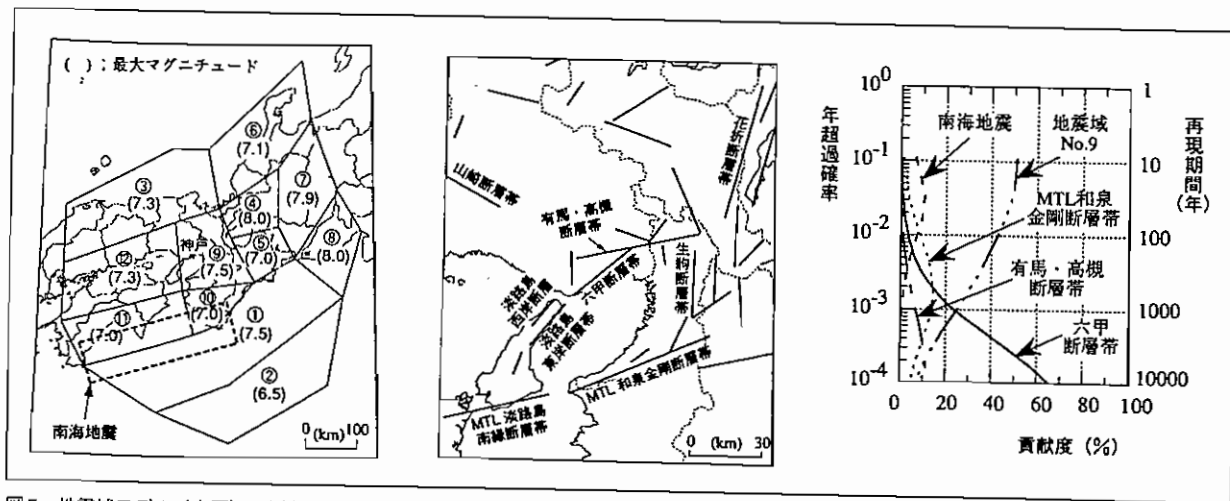 ( ):最大マグニチュード
⑥
(7.1)
③
(7.3)
⑦
(7.9)
④
(8.0)
神戸
⑨
(7.5)
⑤
(7.0)
⑧
(8.0)
⑫
(7.3)
⑩
(7.0)
⑪
(7.0)
①
(7.5)
②
(6.5)
南海地震
0 (km) 100
山崎断層帯
花折断層帯
有馬・高槻
断層帯
生駒断層帯
六甲断層帯
淡路島
西岸断層
淡路島
東岸断層帯
MTL 和泉金剛断層帯
MTL 淡路島
南縁断層帯
0 (km) 30
年超過確率
10⁰
10⁻¹
10⁻²
10⁻³
10⁻⁴
南海地震
地震域
No.9
MTL和泉
金剛断層帯
有馬・高槻
断層帯
六甲
断層帯
1
10
100
1000
10000
再現期間(年)
0 20 40 60 80 100
貢献度 (%)